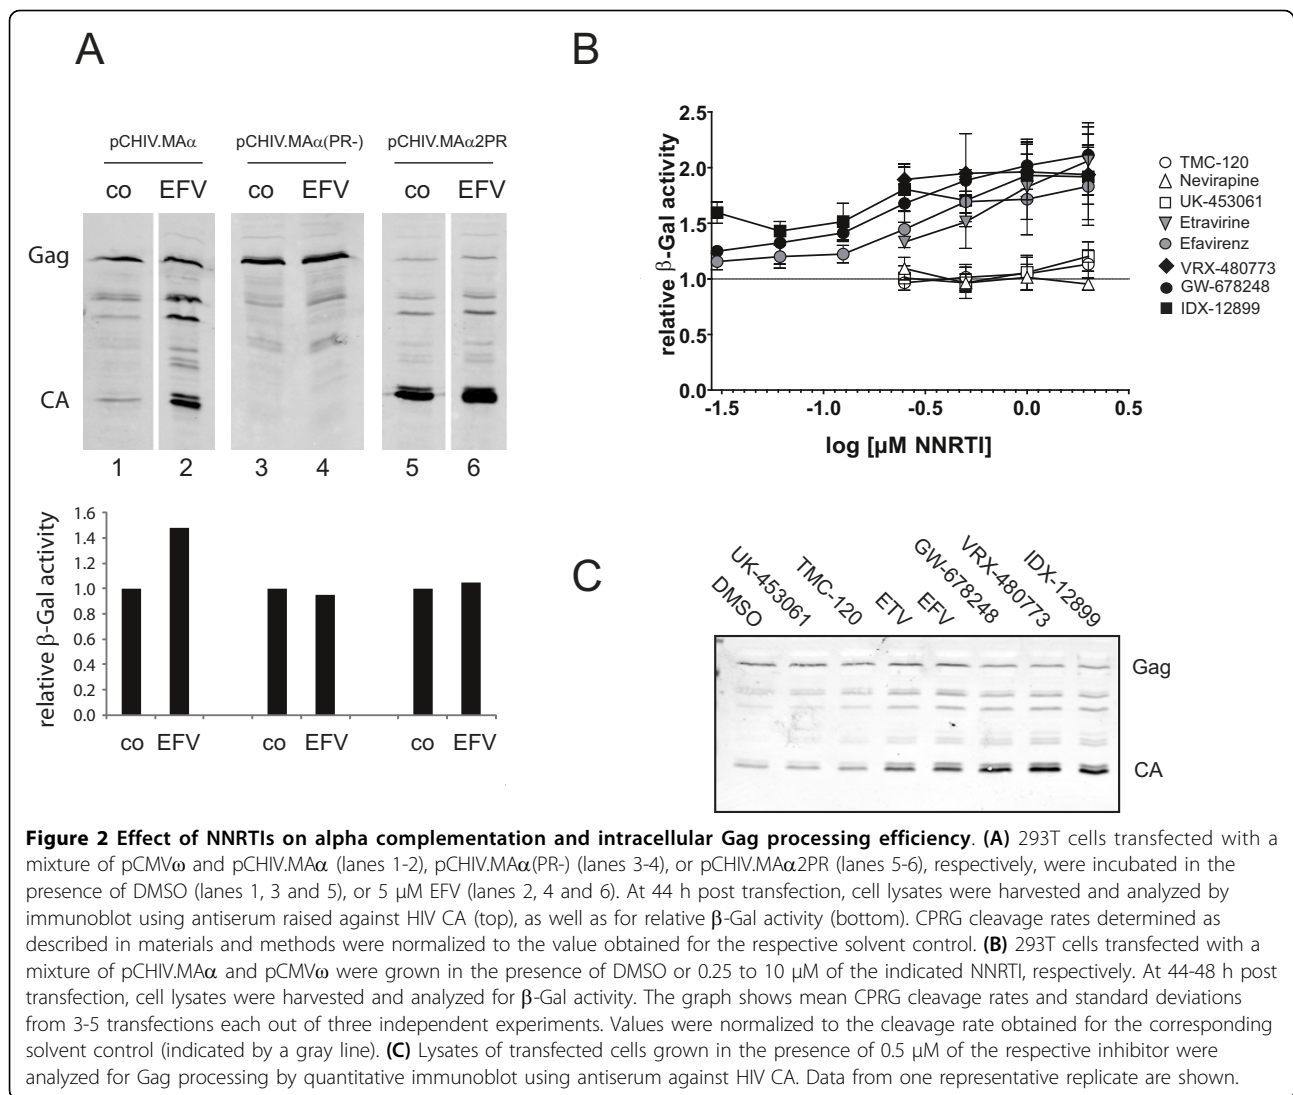 A
pCHIV.MAα pCHIV.MAα(PR-) pCHIV.MAα2PR
co EFV co EFV co EFV
Gag
CA
1 2 3 4 5 6
relative β-Gal activity
1.6
1.4
1.2
1.0
0.8
0.6
0.4
0.2
0.0
co EFV co EFV co EFV
B
relative β-Gal activity
2.5
2.0
1.5
1.0
0.5
0.0
-1.5 -1.0 -0.5 0.0 0.5
log [µM NNRTI]
TMC-120
Nevirapine
UK-453061
Etravirine
Efavirenz
VRX-480773
GW-678248
IDX-12899
C
DMSO UK-453061 TMC-120 ETV EFV GW-678248 VRX-480773 IDX-12899
Gag
CA
Figure 2 Effect of NNRTIs on alpha complementation and intracellular Gag processing efficiency. (A) 293T cells transfected with a
mixture of pCMVω and pCHIV.MAα (lanes 1-2), pCHIV.MAα(PR-) (lanes 3-4), or pCHIV.MAα2PR (lanes 5-6), respectively, were incubated in the
presence of DMSO (lanes 1, 3 and 5), or 5 µM EFV (lanes 2, 4 and 6). At 44 h post transfection, cell lysates were harvested and analyzed by
immunoblot using antiserum raised against HIV CA (top), as well as for relative β-Gal activity (bottom). CPRG cleavage rates determined as
described in materials and methods were normalized to the value obtained for the respective solvent control. (B) 293T cells transfected with a
mixture of pCHIV.MAα and pCMVω were grown in the presence of DMSO or 0.25 to 10 µM of the indicated NNRTI, respectively. At 44-48 h post
transfection, cell lysates were harvested and analyzed for β-Gal activity. The graph shows mean CPRG cleavage rates and standard deviations
from 3-5 transfections each out of three independent experiments. Values were normalized to the cleavage rate obtained for the corresponding
solvent control (indicated by a gray line). (C) Lysates of transfected cells grown in the presence of 0.5 µM of the respective inhibitor were
analyzed for Gag processing by quantitative immunoblot using antiserum against HIV CA. Data from one representative replicate are shown.